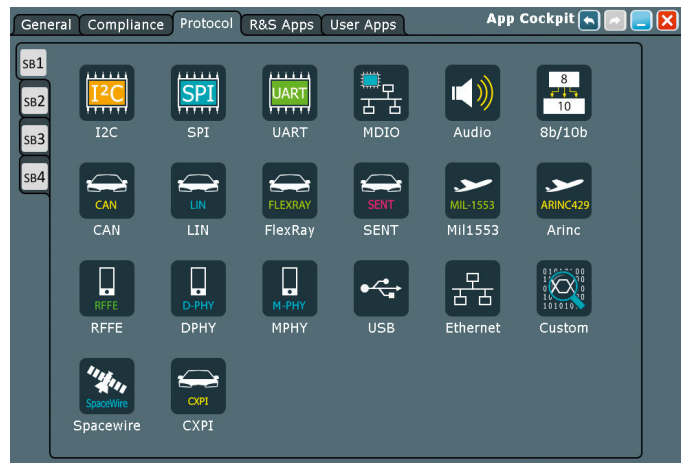 General Compliance Protocol R&S Apps User Apps App Cockpit
SB1
SB2
SB3
SB4
I²C SPI UART 8 10
I2C SPI UART MDIO Audio 8b/10b
CAN LIN FLEXRAY SENT MIL-1553 ARINC429
CAN LIN FlexRay SENT Mil1553 Arinc
RFFE D-PHY M-PHY
RFFE DPHY MPHY USB Ethernet Custom
SpaceWire CXPI
Spacewire CXPI